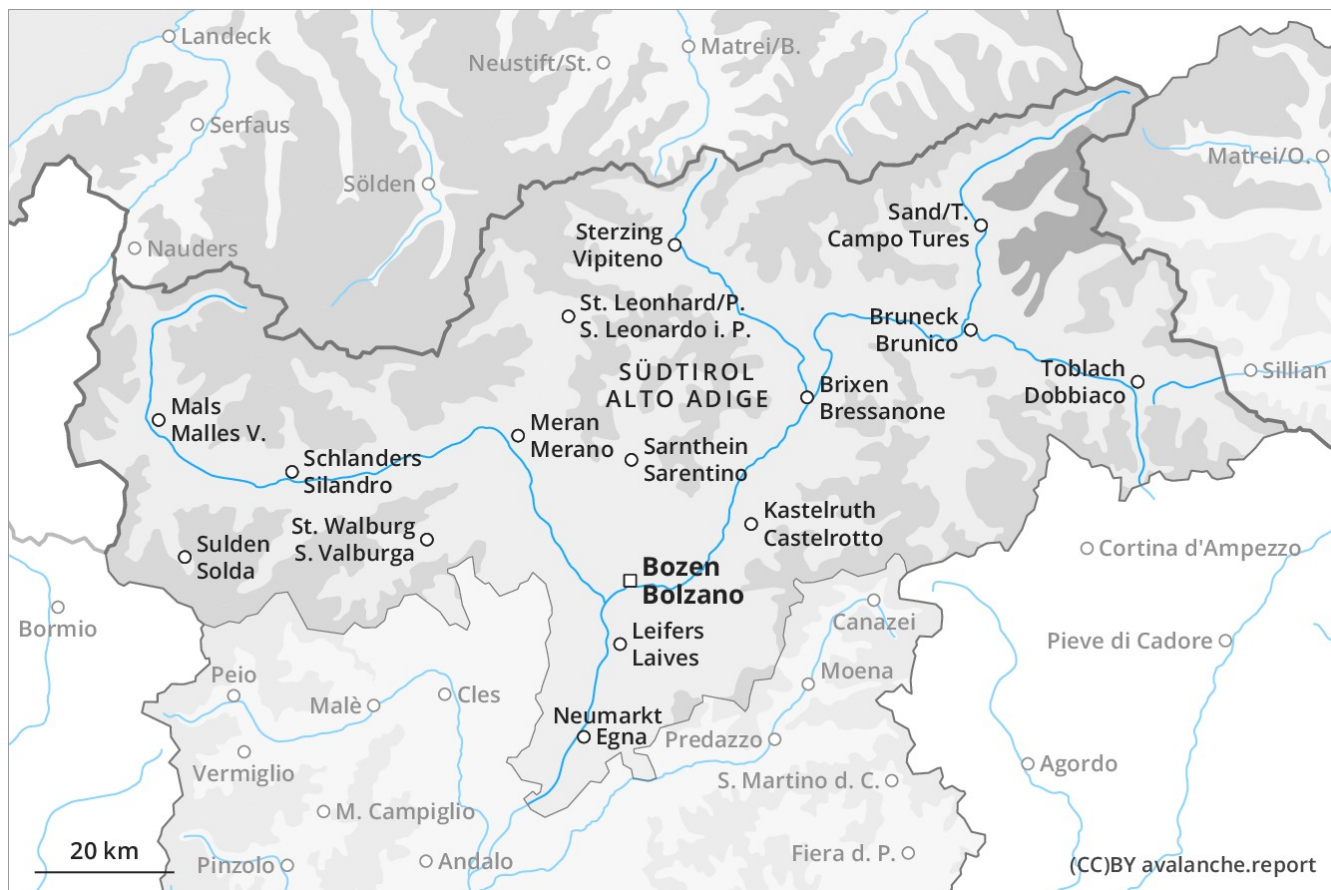 Landeck
Matrei/B.
Neustift/St.
Serfaus
Matrei/O.
Sölden
Sand/T.
Campo Tures
Sterzing
Vipiteno
Nauders
St. Leonhard/P.
S. Leonardo i. P.
Bruneck
Brunico
SÜDTIROL
ALTO ADIGE
Toblach
Dobbiaco
Sillian
Brixen
Bressanone
Mals
Malles V.
Meran
Merano
Sarnthein
Sarentino
Schlanders
Silandro
Kastelruth
Castelrotto
St. Walburg
S. Valburga
Sulden
Solda
Cortina d'Ampezzo
Bozen
Bolzano
Bormio
Canazei
Leifers
Laives
Pieve di Cadore
Peio
Moena
Malè
Cles
Neumarkt
Egna
Predazzo
Vermiglio
Agordo
S. Martino d. C.
M. Campiglio
20 km
Pinzolo
Andalo
Fiera d. P.
(CC)BY avalanche.report